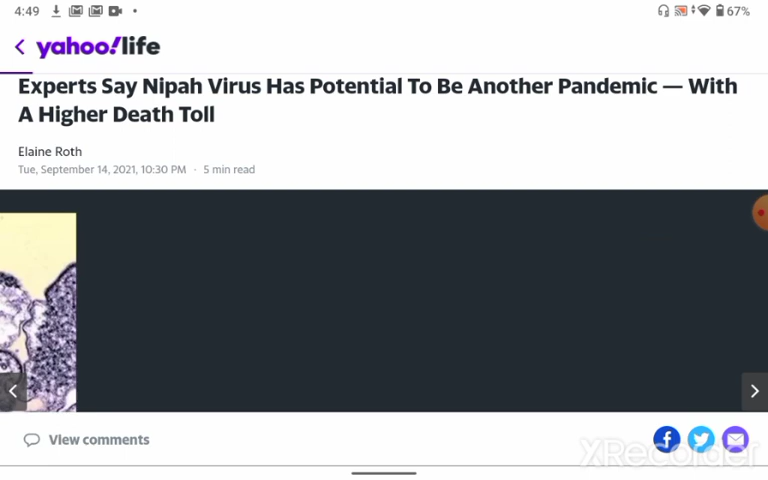 4:49
67%
yahoo!life
Experts Say Nipah Virus Has Potential To Be Another Pandemic — With
A Higher Death Toll
Elaine Roth
Tue, September 14, 2021, 10:30 PM · 5 min read
View comments
XRecorder